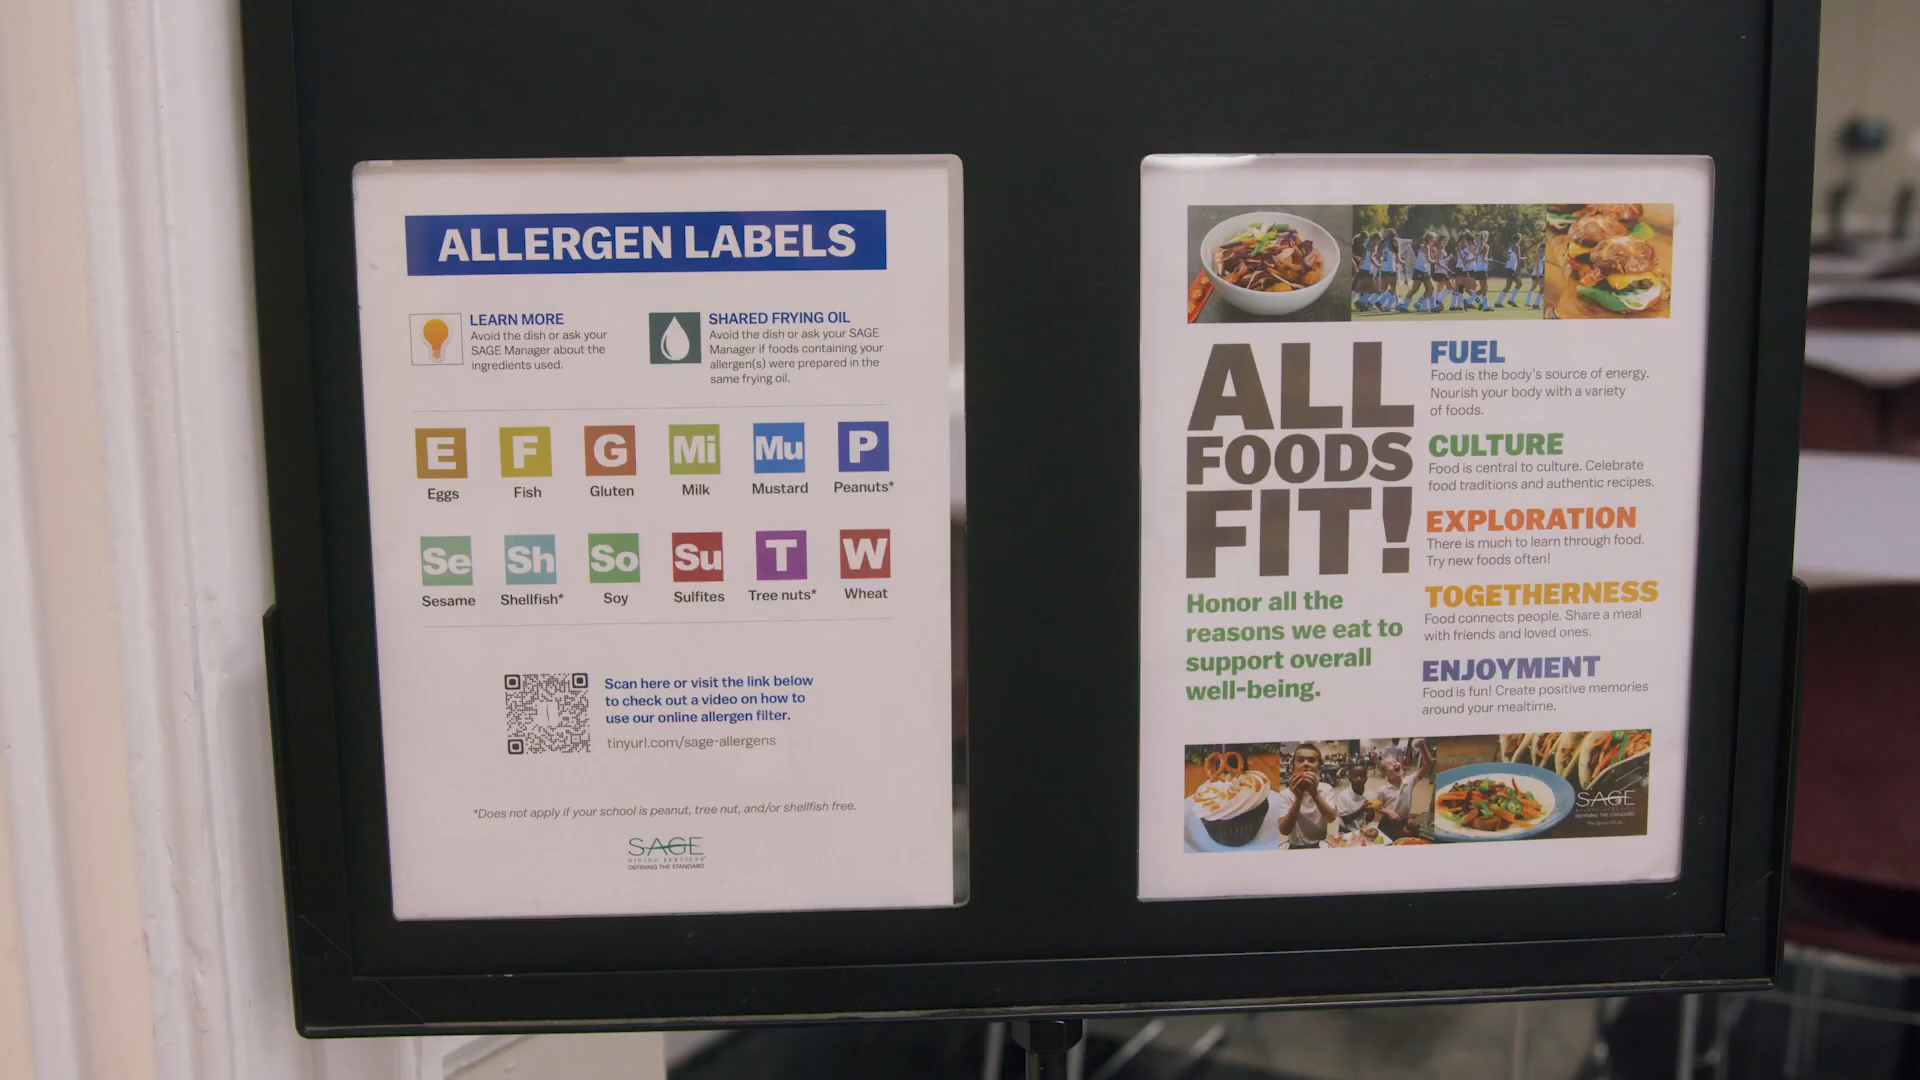 ALLERGEN LABELS
LEARN MORE
Avoid the dish or ask your
SAGE Manager about the
ingredients used.
SHARED FRYING OIL
Avoid the dish or ask your SAGE
Manager if foods containing your
allergen(s) were prepared in the
same frying oil.
E F G Mi Mu P
Eggs Fish Gluten Milk Mustard Peanuts*
Se Sh So Su T W
Sesame Shellfish* Soy Sulfites Tree nuts* Wheat
Scan here or visit the link below
to check out a video on how to
use our online allergen filter.
tinyurl.com/sage-allergens
*Does not apply if your school is peanut, tree nut, and/or shellfish free.
SAGE
DINING SERVICES
DEFINING THE STANDARD
ALL
FOODS
FIT!
Honor all the
reasons we eat to
support overall
well-being.
FUEL
Food is the body's source of energy.
Nourish your body with a variety
of foods.
CULTURE
Food is central to culture. Celebrate
food traditions and authentic recipes.
EXPLORATION
There is much to learn through food.
Try new foods often!
TOGETHERNESS
Food connects people. Share a meal
with friends and loved ones.
ENJOYMENT
Food is fun! Create positive memories
around your mealtime.
SAGE
DEFINING THE STANDARD